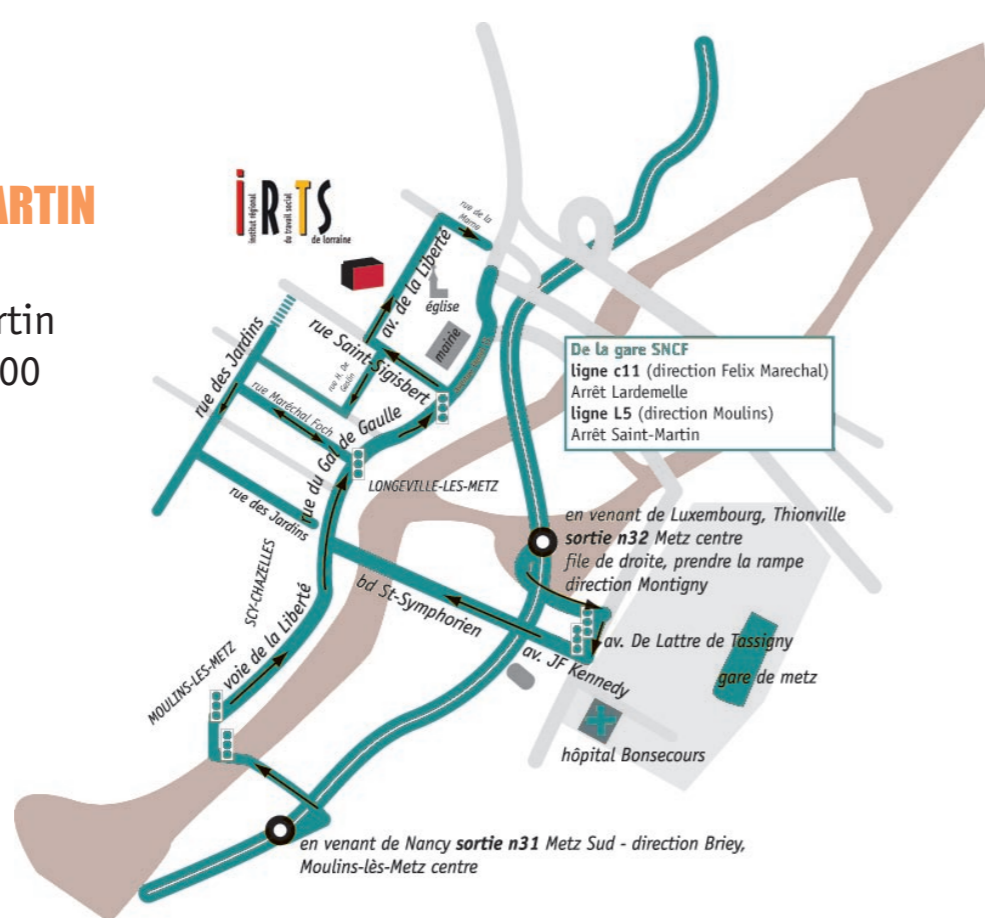 ARTIN
rtin
00
iRTS
institut régional
du travail social
de lorraine
rue de la
Marne
av. de la Liberté
église
mairie
rue Saint-Sigisbert
rue des Jardins
rue H. De
rue Maréchal Foch
rue du Gal de Gaulle
LONGEVILLE-LES-METZ
rue des Jardins
SCY-CHAZELLES
MOULINS-LES-METZ
voie de la Liberté
bd St-Symphorien
De la gare SNCF
ligne c11 (direction Felix Marechal)
Arrêt Lardemelle
ligne L5 (direction Moulins)
Arrêt Saint-Martin
en venant de Luxembourg, Thionville
sortie n32 Metz centre
file de droite, prendre la rampe
direction Montigny
av. De Lattre de Tassigny
av. JF Kennedy
gare de metz
hôpital Bonsecours
en venant de Nancy sortie n31 Metz Sud - direction Briey,
Moulins-lès-Metz centre